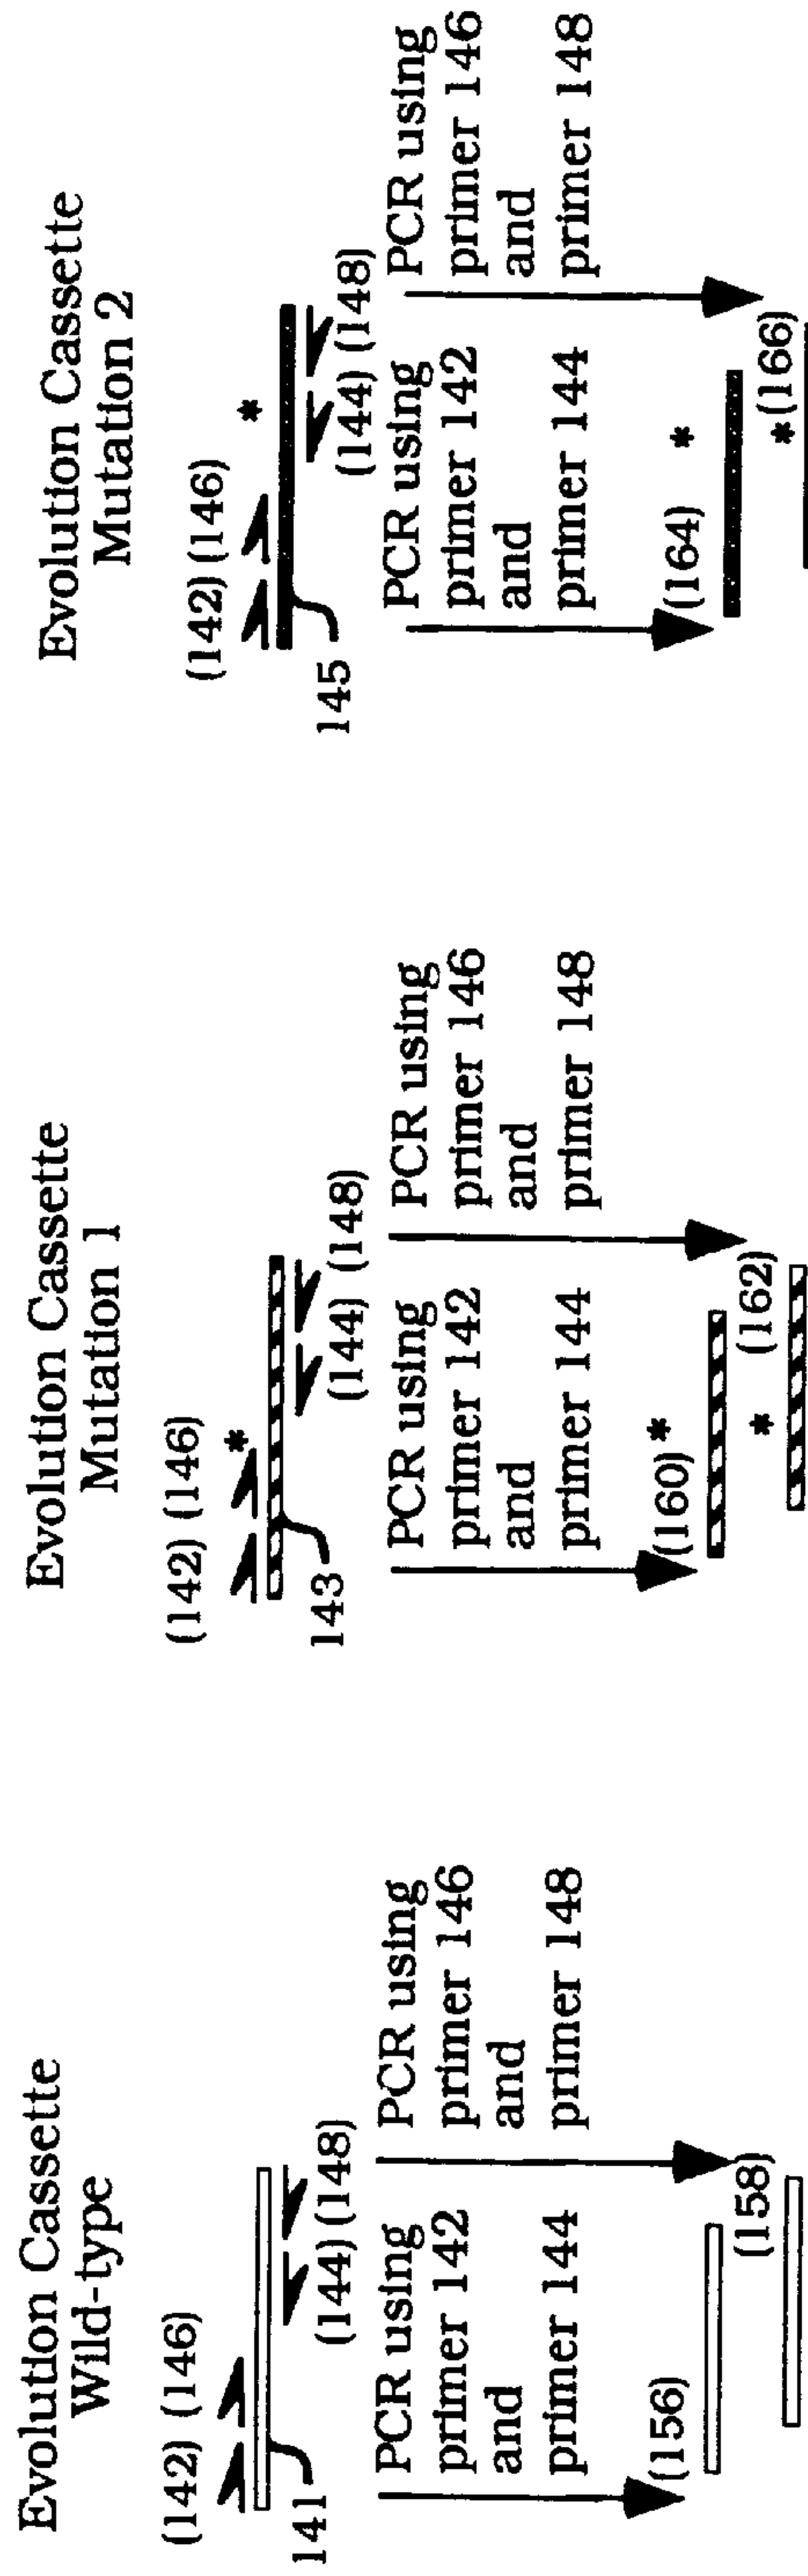 Evolution Cassette
Wild-type
(142) (146)
141
(144) (148)
PCR using
primer 142
and
primer 144
PCR using
primer 146
and
primer 148
(156)
(158)
Evolution Cassette
Mutation 1
(142) (146)
*
143
(144) (148)
PCR using
primer 142
and
primer 144
PCR using
primer 146
and
primer 148
(160) *
* (162)
Evolution Cassette
Mutation 2
(142) (146)
*
145
(144) (148)
PCR using
primer 142
and
primer 144
PCR using
primer 146
and
primer 148
(164) *
* (166)